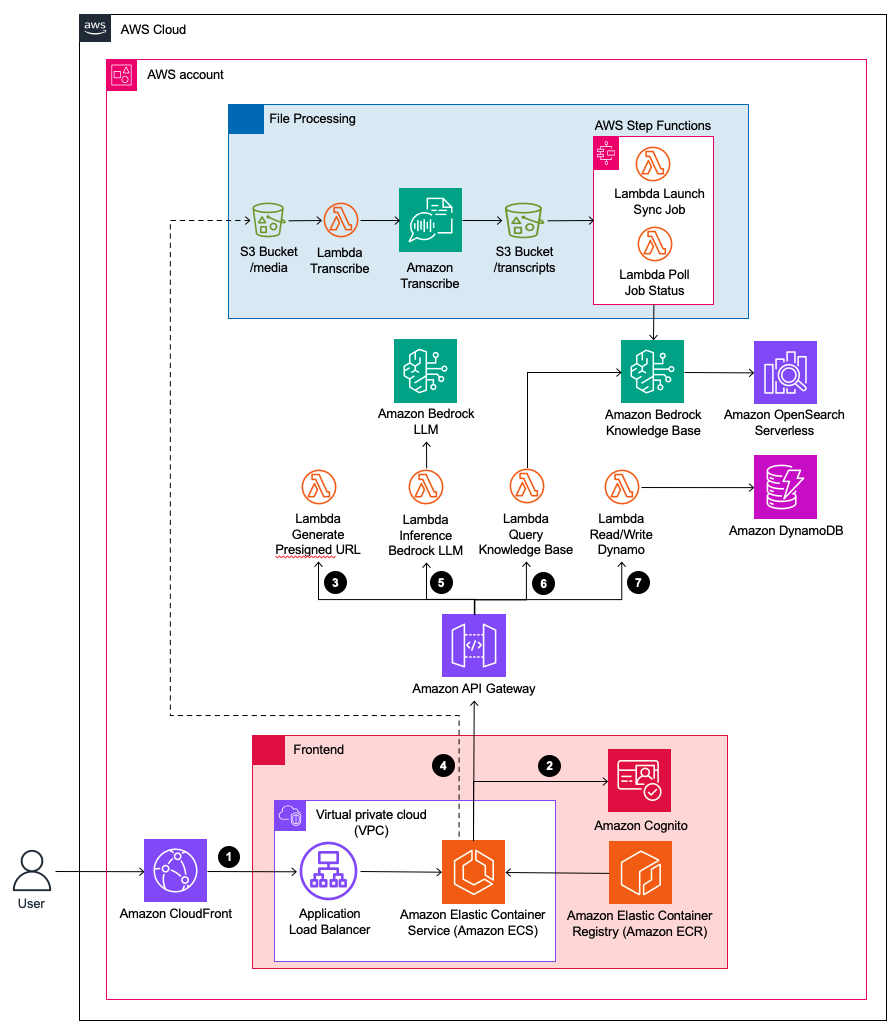 aws
AWS Cloud
AWS account
File Processing
AWS Step Functions
Lambda Launch
Sync Job
Lambda Poll
Job Status
S3 Bucket
/media
Lambda
Transcribe
Amazon
Transcribe
S3 Bucket
/transcripts
Amazon Bedrock
LLM
Amazon Bedrock
Knowledge Base
Amazon OpenSearch
Serverless
Lambda
Generate
Presigned URL
Lambda
Inference
Bedrock LLM
Lambda
Query
Knowledge Base
Lambda
Read/Write
Dynamo
Amazon DynamoDB
3
5
6
7
Amazon API Gateway
Frontend
4
2
Amazon Cognito
Virtual private cloud
(VPC)
1
User
Amazon CloudFront
Application
Load Balancer
Amazon Elastic Container
Service (Amazon ECS)
Amazon Elastic Container
Registry (Amazon ECR)